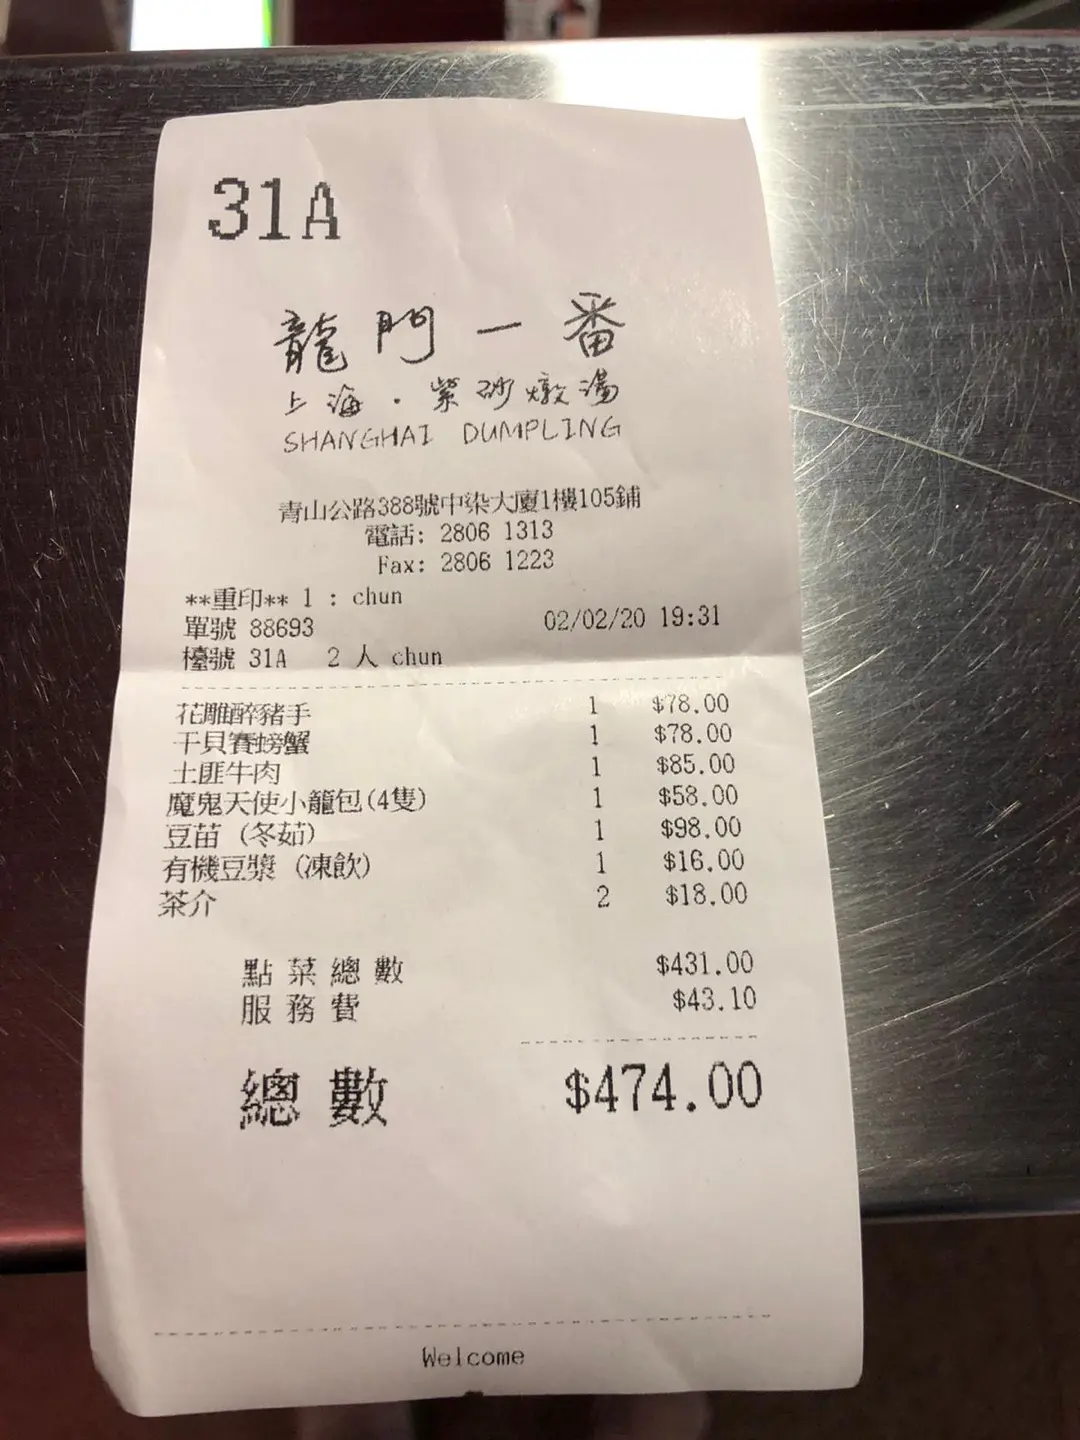 31A
龍門一番
上海·紫砂燉湯
SHANGHAI DUMPLING
青山公路388號中染大廈1樓105鋪
電話: 2806 1313
Fax: 2806 1223
**重印** 1 : chun
單號 88693 02/02/20 19:31
檯號 31A 2 人 chun
花雕醉豬手 1 $78.00
干貝賽螃蟹 1 $78.00
土匪牛肉 1 $85.00
魔鬼天使小籠包(4隻) 1 $58.00
豆苗 (冬茹) 1 $98.00
有機豆漿 (凍飲) 1 $16.00
茶介 2 $18.00
點菜總數 $431.00
服務費 $43.10
總數 $474.00
Welcome